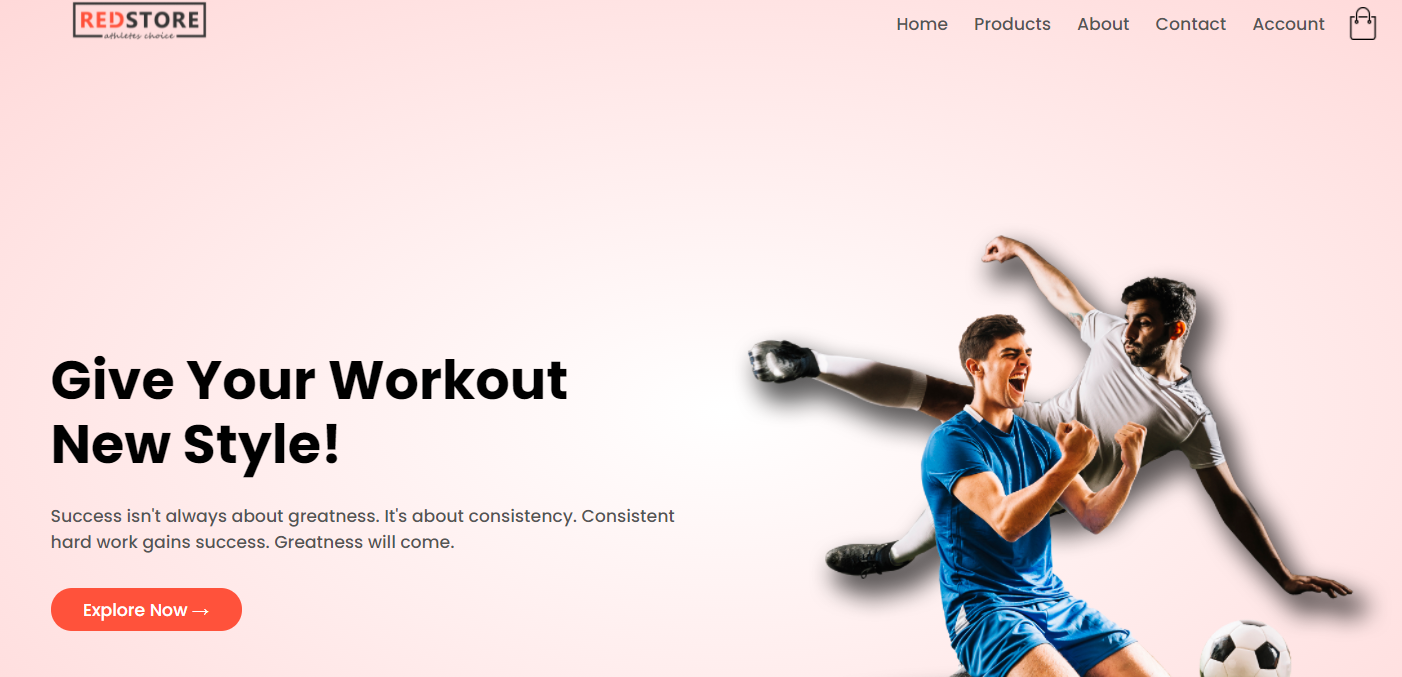 REDSTORE
athletes choice
Home Products About Contact Account
Give Your Workout
New Style!
Success isn't always about greatness. It's about consistency. Consistent
hard work gains success. Greatness will come.
Explore Now →